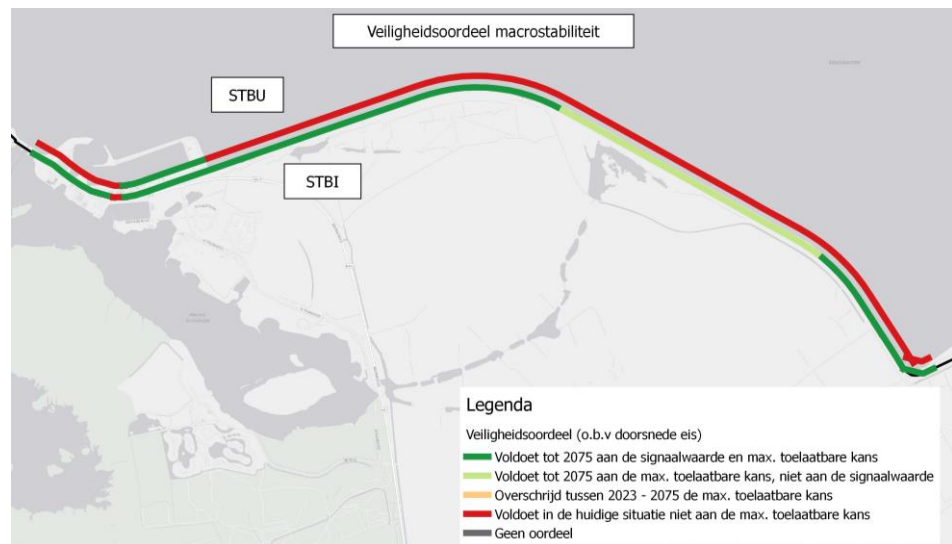 Veiligheidsoordeel macrostabiliteit
STBU
STBI
Legenda
Veiligheidsoordeel (o.b.v doorsnede eis)
Voldoet tot 2075 aan de signaalwaarde en max. toelaatbare kans
Voldoet tot 2075 aan de max. toelaatbare kans, niet aan de signaalwaarde
Overschrijd tussen 2023 - 2075 de max. toelaatbare kans
Voldoet in de huidige situatie niet aan de max. toelaatbare kans
Geen oordeel